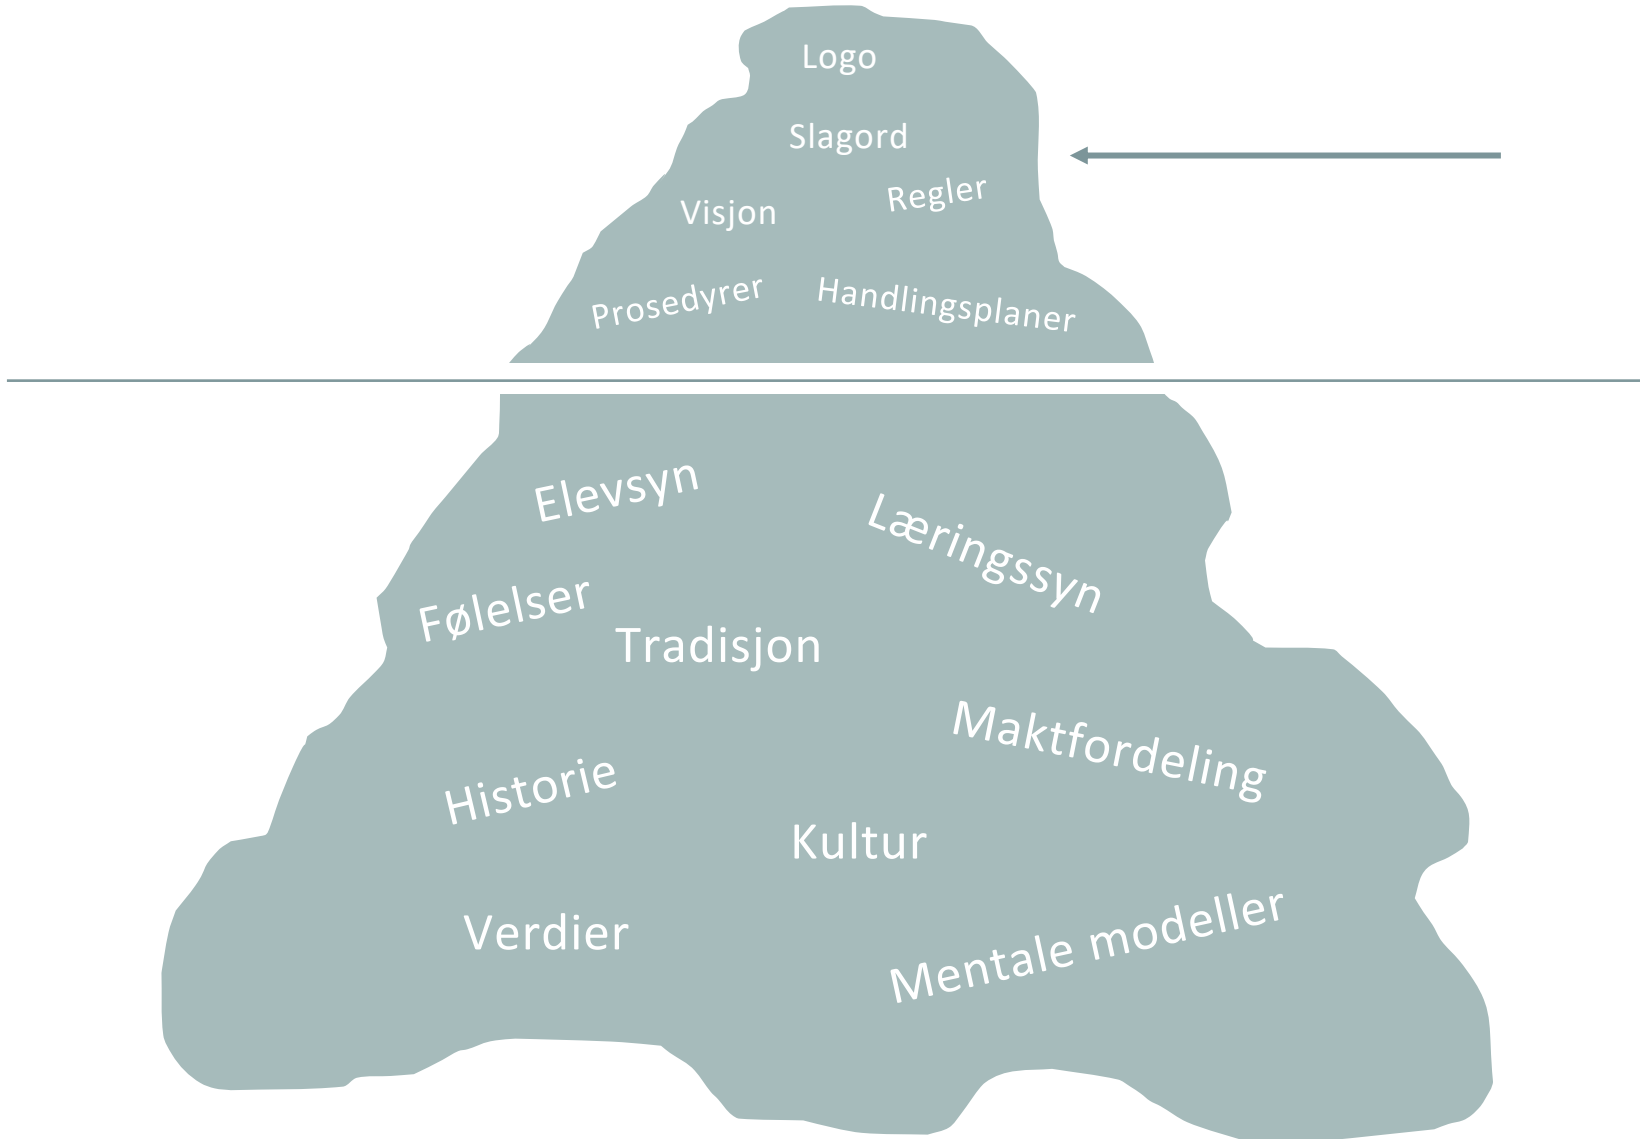 Logo
Slagord
Regler
Visjon
Prosedyrer
Handlingsplaner
Elevsyn
Læringssyn
Følelser
Tradisjon
Maktfordeling
Historie
Kultur
Verdier
Mentale modeller